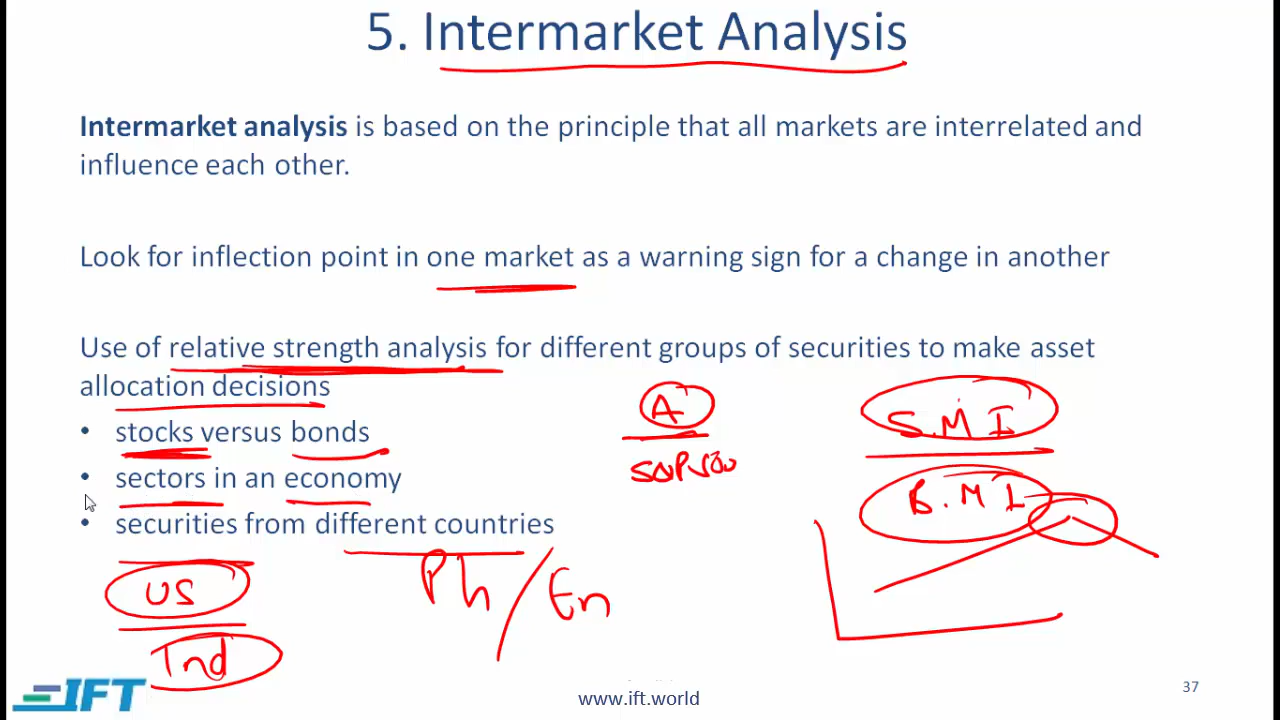 5. Intermarket Analysis
Intermarket analysis is based on the principle that all markets are interrelated and
influence each other.
Look for inflection point in one market as a warning sign for a change in another
Use of relative strength analysis for different groups of securities to make asset
allocation decisions
• stocks versus bonds
• sectors in an economy
• securities from different countries
A
S&P500
S.M I
B.M I
US
Ind
Ph/En
IFT
www.ift.world
37